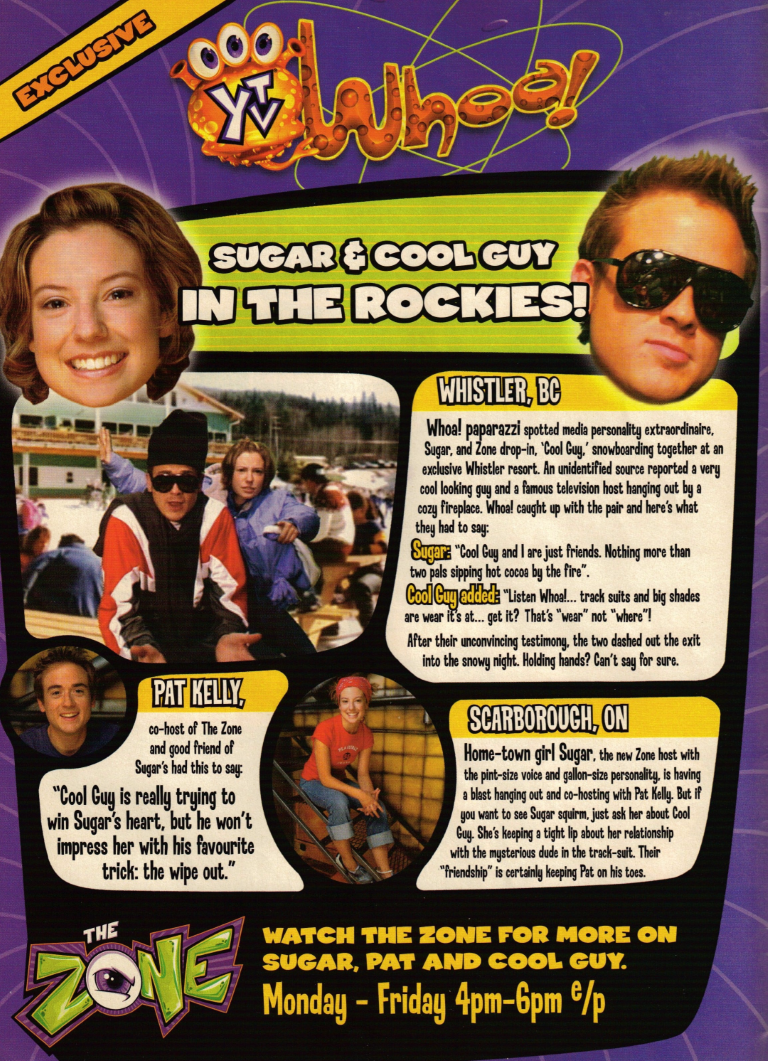 EXCLUSIVE
YTV
Whoa!
SUGAR & COOL GUY
IN THE ROCKIES!
WHISTLER, BC
Whoa! paparazzi spotted media personality extraordinaire,
Sugar, and Zone drop-in, 'Cool Guy,' snowboarding together at an
exclusive Whistler resort. An unidentified source reported a very
cool looking guy and a famous television host hanging out by a
cozy fireplace. Whoa! caught up with the pair and here's what
they had to say:
Sugar: "Cool Guy and I are just friends. Nothing more than
two pals sipping hot cocoa by the fire".
Cool Guy added: "Listen Whoa!... track suits and big shades
are wear it's at... get it? That's "wear" not "where"!
After their unconvincing testimony, the two dashed out the exit
into the snowy night. Holding hands? Can't say for sure.
PAT KELLY,
co-host of The Zone
and good friend of
Sugar's had this to say:
"Cool Guy is really trying to
win Sugar's heart, but he won't
impress her with his favourite
trick: the wipe out."
SCARBOROUGH, ON
Home-town girl Sugar, the new Zone host with
the pint-size voice and gallon-size personality, is having
a blast hanging out and co-hosting with Pat Kelly. But if
you want to see Sugar squirm, just ask her about Cool
Guy. She's keeping a tight lip about her relationship
with the mysterious dude in the track-suit. Their
"friendship" is certainly keeping Pat on his toes.
THE
ZONE
WATCH THE ZONE FOR MORE ON
SUGAR, PAT AND COOL GUY.
Monday - Friday 4pm-6pm e/p